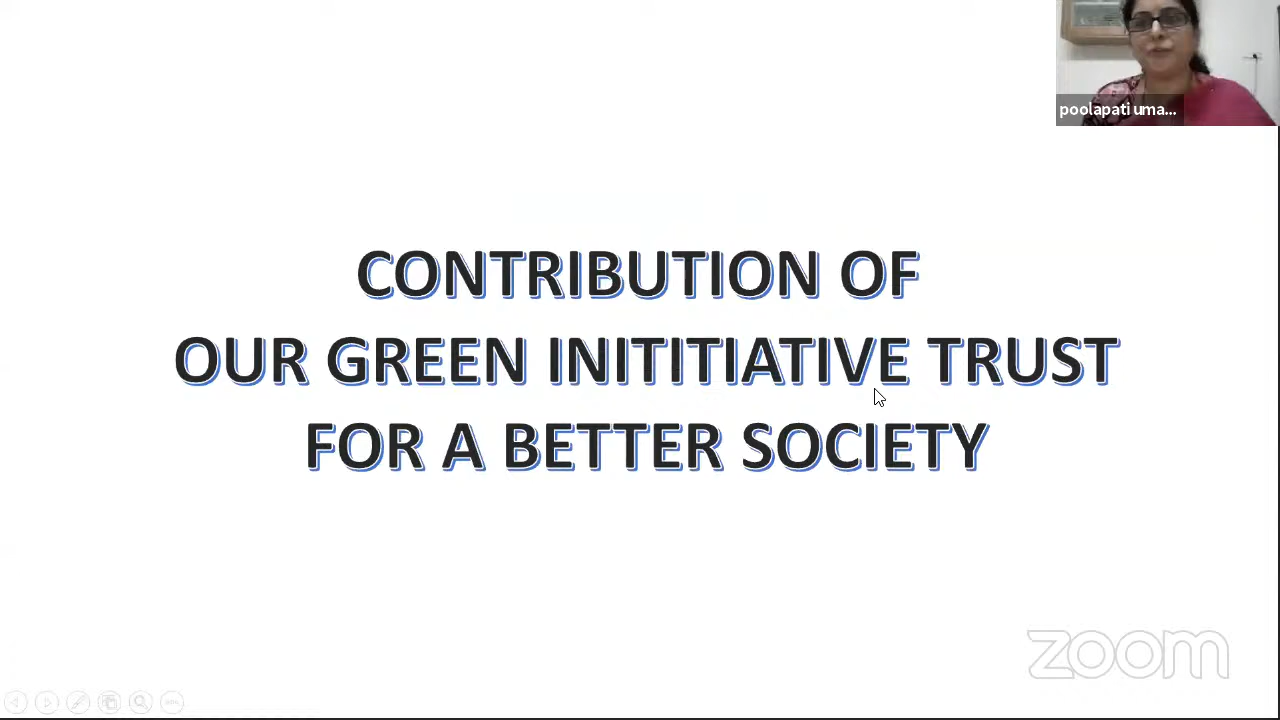 poolapati uma...
CONTRIBUTION OF
OUR GREEN INITITIATIVE TRUST
FOR A BETTER SOCIETY
zoom